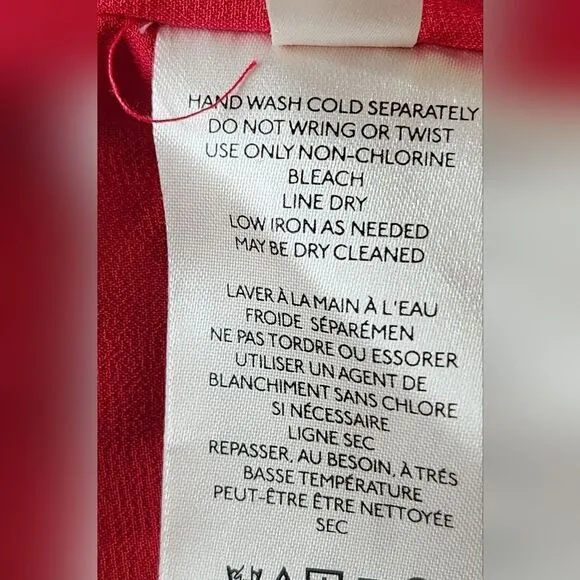 HAND WASH COLD SEPARATELY
DO NOT WRING OR TWIST
USE ONLY NON-CHLORINE
BLEACH
LINE DRY
LOW IRON AS NEEDED
MAY BE DRY CLEANED
LAVER À LA MAIN À L'EAU
FROIDE SÉPARÉMEN
NE PAS TORDRE OU ESSORER
UTILISER UN AGENT DE
BLANCHIMENT SANS CHLORE
SI NÉCESSAIRE
LIGNE SEC
REPASSER, AU BESOIN, À TRÉS
BASSE TEMPÉRATURE
PEUT-ÊTRE ÊTRE NETTOYÉE
SEC